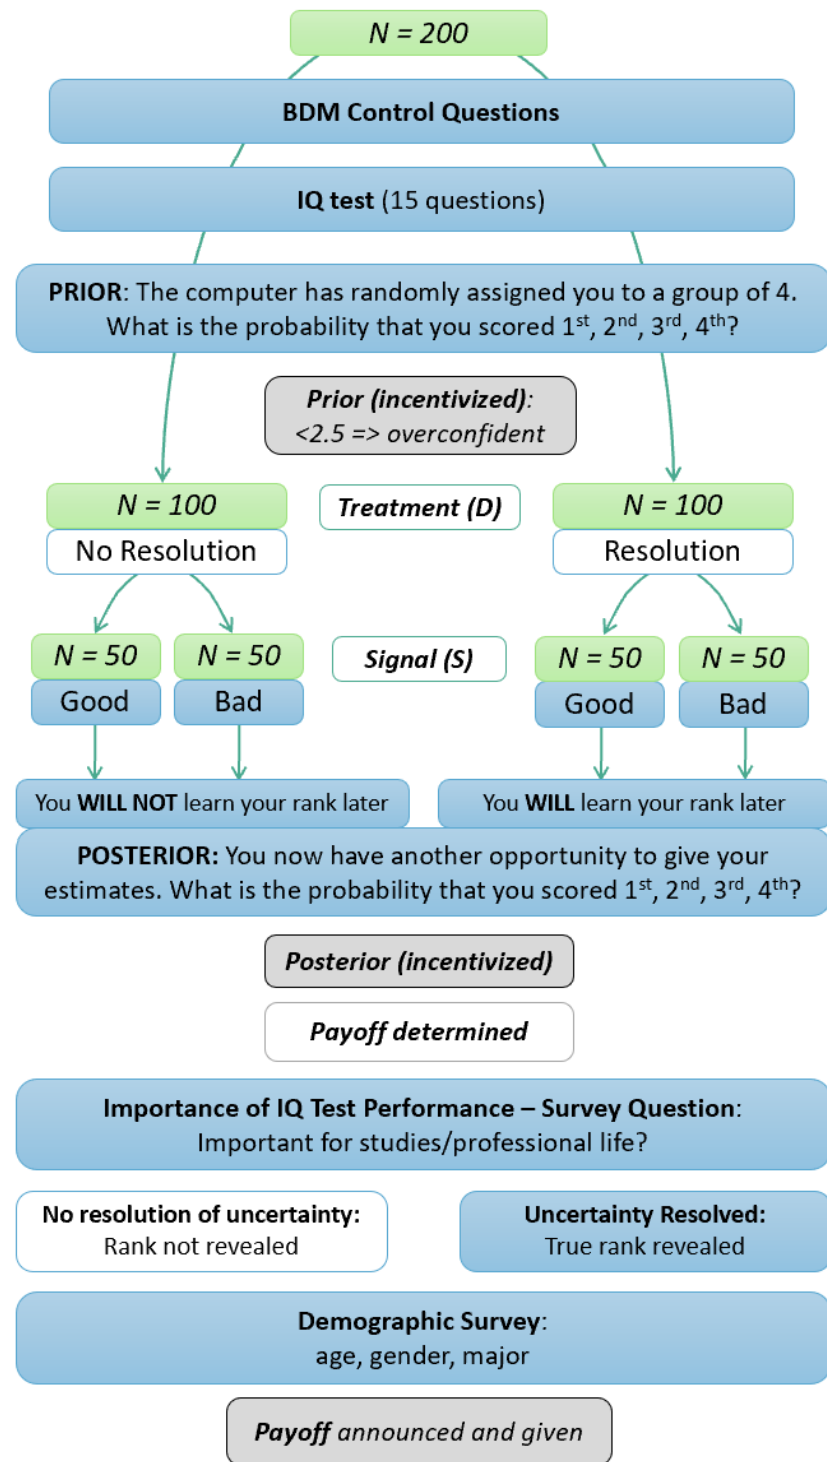 N = 200
BDM Control Questions
IQ test (15 questions)
PRIOR: The computer has randomly assigned you to a group of 4.
What is the probability that you scored 1st, 2nd, 3rd, 4th?
Prior (incentivized):
<2.5 => overconfident
N = 100
Treatment (D)
N = 100
No Resolution
Resolution
N = 50
N = 50
Signal (S)
N = 50
N = 50
Good
Bad
Good
Bad
You WILL NOT learn your rank later
You WILL learn your rank later
POSTERIOR: You now have another opportunity to give your
estimates. What is the probability that you scored 1st, 2nd, 3rd, 4th?
Posterior (incentivized)
Payoff determined
Importance of IQ Test Performance – Survey Question:
Important for studies/professional life?
No resolution of uncertainty:
Rank not revealed
Uncertainty Resolved:
True rank revealed
Demographic Survey:
age, gender, major
Payoff announced and given